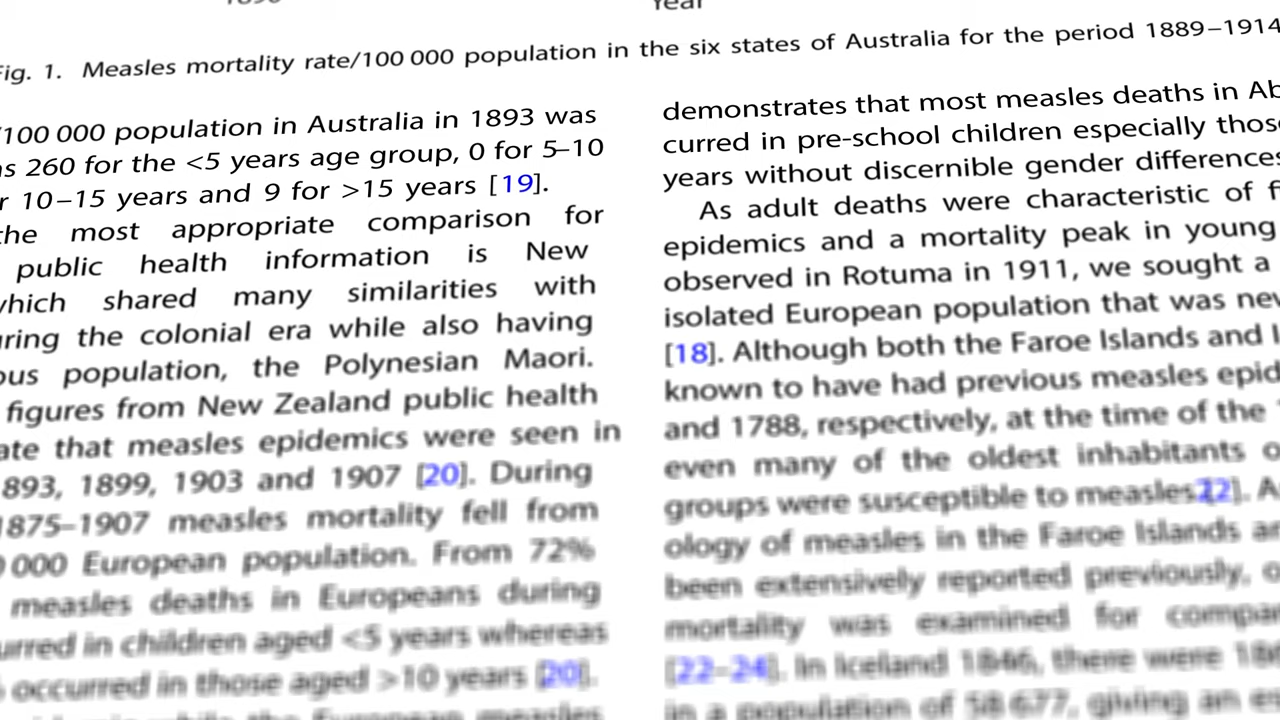 Year
Fig. 1. Measles mortality rate/100 000 population in the six states of Australia for the period 1889–1914
/100 000 population in Australia in 1893 was
260 for the <5 years age group, 0 for 5–10
10–15 years and 9 for >15 years [19].
the most appropriate comparison for
public health information is New
which shared many similarities with
the colonial era while also having
population, the Polynesian Maori.
figures from New Zealand public health
that measles epidemics were seen in
893, 1899, 1903 and 1907 [20]. During
1875–1907 measles mortality fell from
000 European population. From 72%
measles deaths in Europeans during
in children aged <5 years whereas
occurred in those aged >10 years [20].
demonstrates that most measles deaths in Ab
curred in pre-school children especially those
years without discernible gender differences
As adult deaths were characteristic of
epidemics and a mortality peak in young
observed in Rotuma in 1911, we sought a
isolated European population that was
[18]. Although both the Faroe Islands and I
known to have had previous measles epid
and 1788, respectively, at the time of the
even many of the oldest inhabitants o
groups were susceptible to measles22]. A
ology of measles in the Faroe Islands
been extensively reported previously,
mortality was examined for compar
[22–24]. In Iceland 1846, there were
in a population of 58 677, giving an